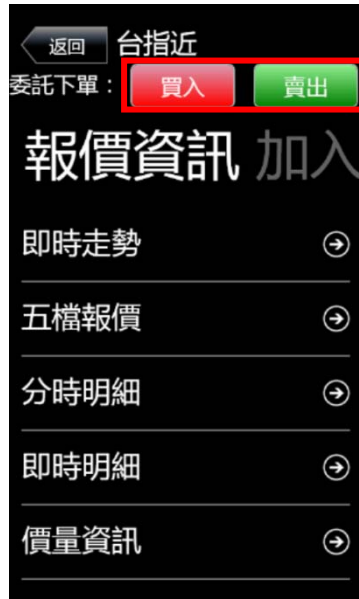 返回 台指近
委託下單： 買入 賣出
報價資訊 加入
即時走勢
五檔報價
分時明細
即時明細
價量資訊